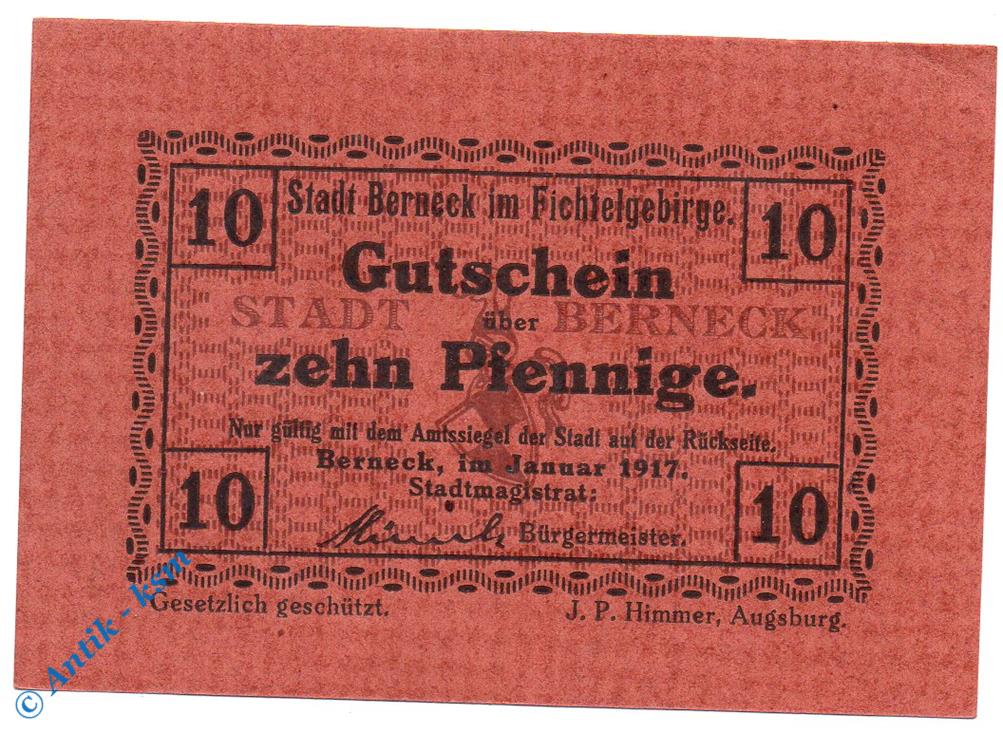 10 Stadt Berneck im Fichtelgebirge. 10
Gutschein
STADT über BERNECK
zehn Pfennige.
Nur gültig mit dem Amtssiegel der Stadt auf der Rückseite.
Berneck, im Januar 1917.
Stadtmagistrat:
10 Bürgermeister. 10
Gesetzlich geschützt. J. P. Himmer, Augsburg.
© Antik - ksm